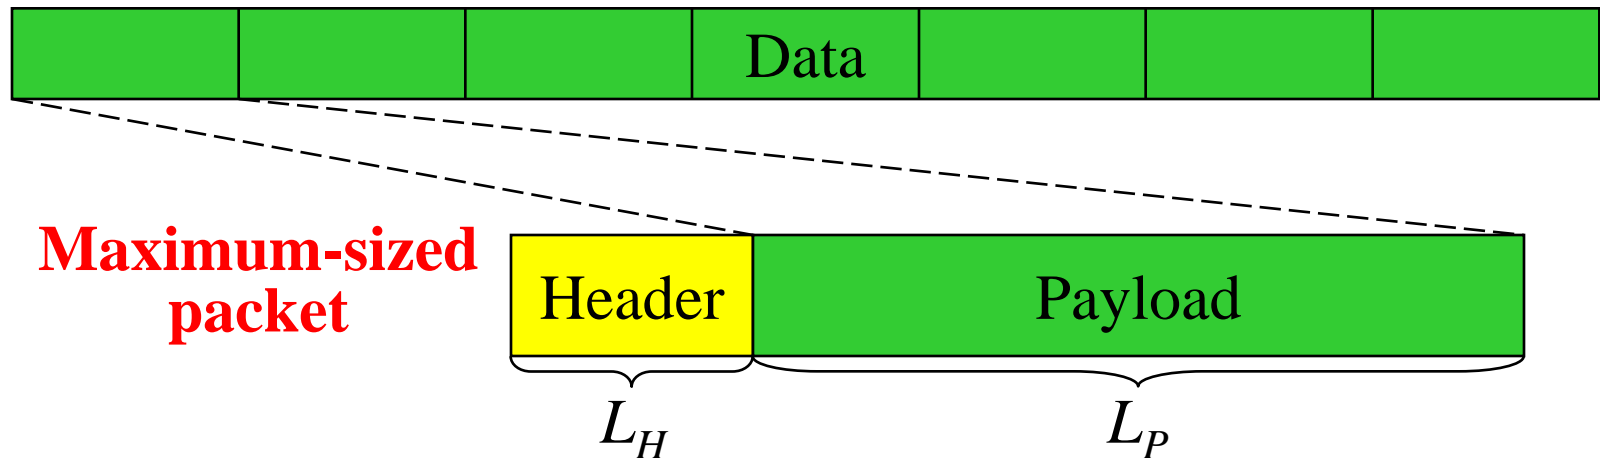 Data
Maximum-sized
packet
Header
Payload
L_H
L_P